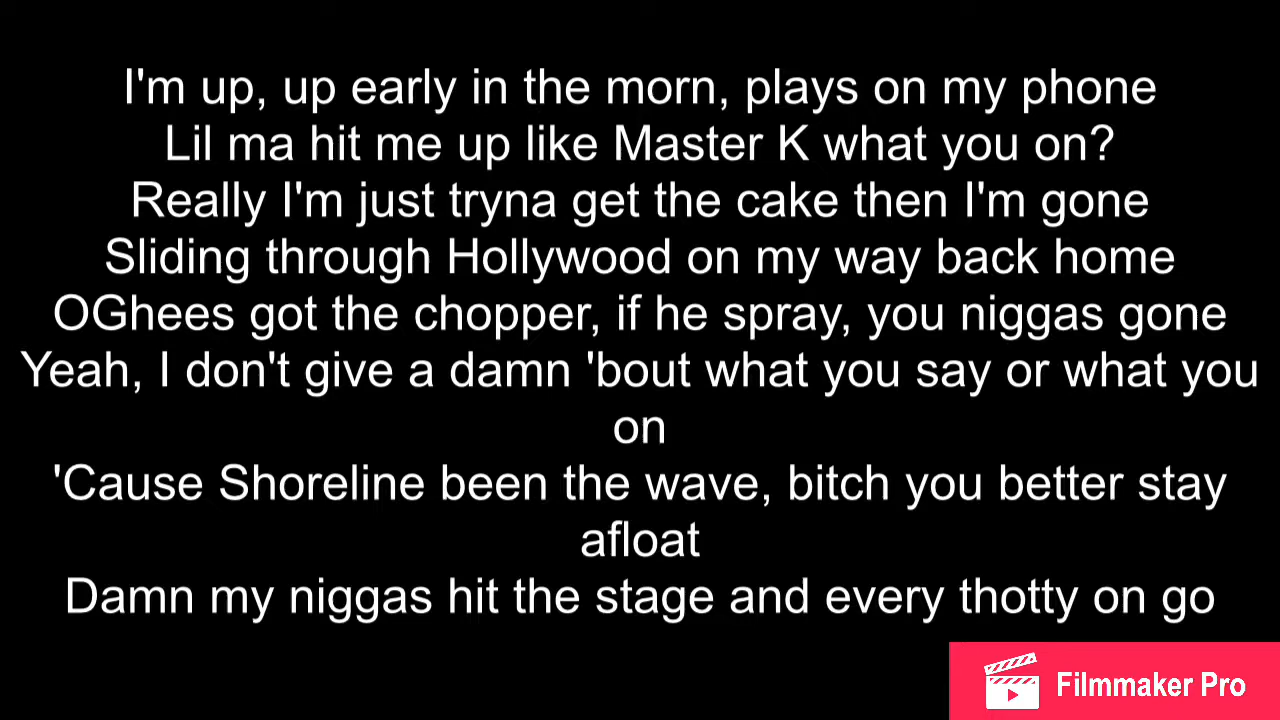 I'm up, up early in the morn, plays on my phone
Lil ma hit me up like Master K what you on?
Really I'm just tryna get the cake then I'm gone
Sliding through Hollywood on my way back home
OGhees got the chopper, if he spray, you niggas gone
Yeah, I don't give a damn 'bout what you say or what you
on
'Cause Shoreline been the wave, bitch you better stay
afloat
Damn my niggas hit the stage and every thotty on go
Filmmaker Pro